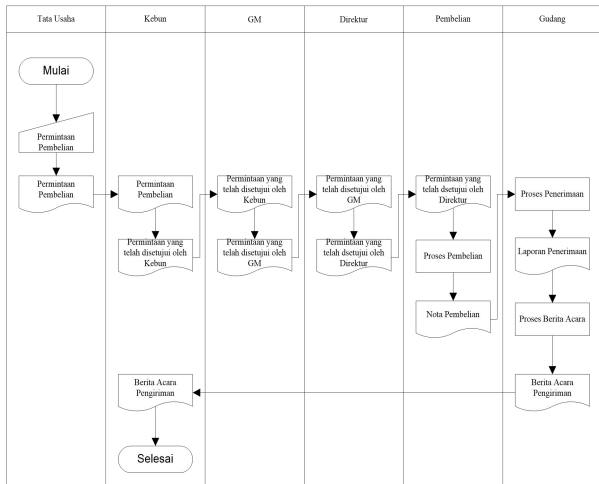 Tata Usaha
Kebun
GM
Direktur
Pembelian
Gudang
Mulai
Permintaan
Pembelian
Permintaan
Pembelian
Permintaan
Pembelian
Permintaan yang
telah disetujui oleh
Kebun
Permintaan yang
telah disetujui oleh
Kebun
Permintaan yang
telah disetujui oleh
GM
Permintaan yang
telah disetujui oleh
GM
Permintaan yang
telah disetujui oleh
Direktur
Permintaan yang
telah disetujui oleh
Direktur
Proses Pembelian
Nota Pembelian
Proses Penerimaan
Laporan Penerimaan
Proses Berita Acara
Berita Acara
Pengiriman
Berita Acara
Pengiriman
Selesai